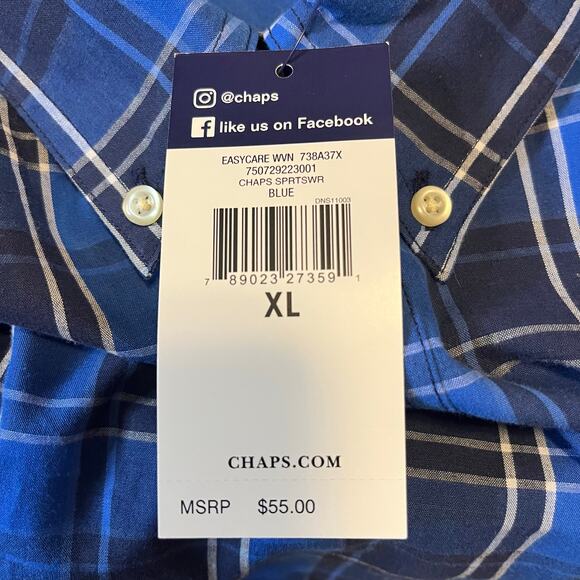 @chaps
f like us on Facebook
EASYCARE WVN 738A37X
750729223001
CHAPS SPRTSWR
BLUE
DNS11003
7 89023 27359 1
XL
CHAPS.COM
MSRP $55.00